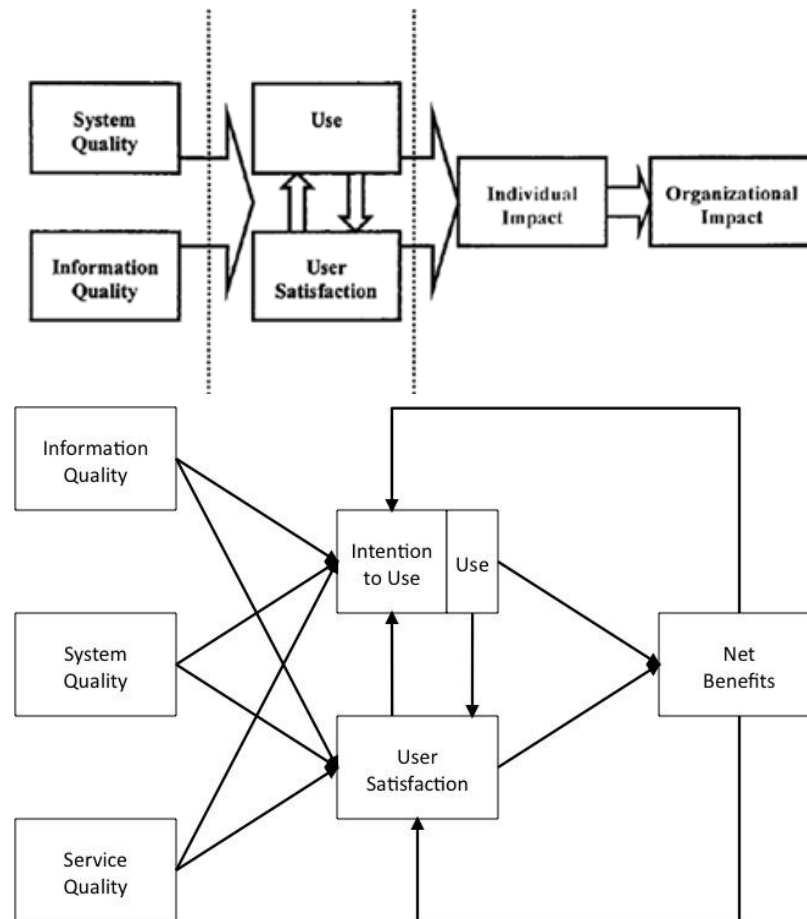 System
Quality
Use
Individual
Impact
Organizational
Impact
Information
Quality
User
Satisfaction
Information
Quality
Intention
to Use
Use
System
Quality
Net
Benefits
User
Satisfaction
Service
Quality